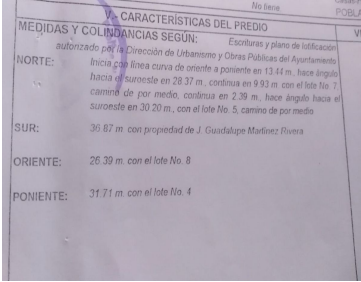 No tiene
POBLA
V.- CARACTERÍSTICAS DEL PREDIO
MEDIDAS Y COLINDANCIAS SEGÚN: Escrituras y plano de lotificación
autorizado por la Dirección de Urbanismo y Obras Públicas del Ayuntamiento
NORTE: Inicia con línea curva de oriente a poniente en 13.44 m., hace ángulo
hacia el suroeste en 28.37 m., continua en 9.93 m. con el lote No. 7,
camino de por medio, continua en 2.39 m., hace ángulo hacia el
suroeste en 30.20 m., con el lote No. 5, camino de por medio
SUR: 36.87 m. con propiedad de J. Guadalupe Martínez Rivera
ORIENTE: 26.39 m. con el lote No. 8
PONIENTE: 31.71 m. con el lote No. 4